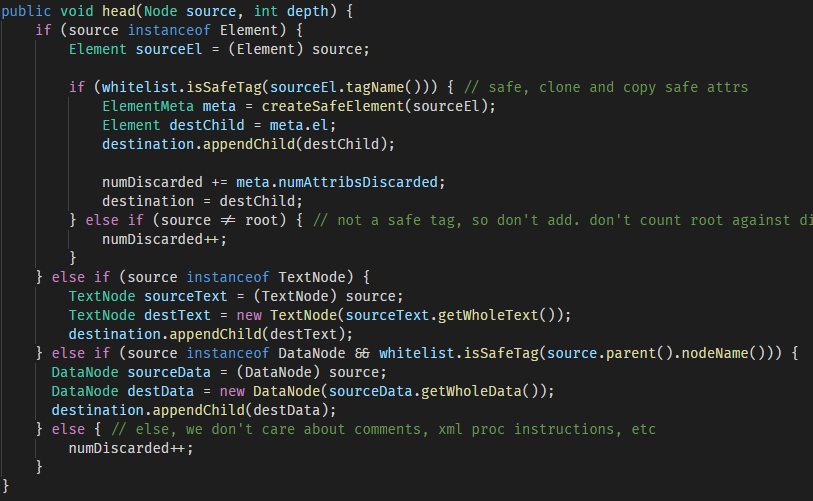 public void head(Node source, int depth) {
    if (source instanceof Element) {
        Element sourceEl = (Element) source;

        if (whitelist.isSafeTag(sourceEl.tagName())) { // safe, clone and copy safe attrs
            ElementMeta meta = createSafeElement(sourceEl);
            Element destChild = meta.el;
            destination.appendChild(destChild);

            numDiscarded += meta.numAttribsDiscarded;
            destination = destChild;
        } else if (source != root) { // not a safe tag, so don't add. don't count root against
            numDiscarded++;
        }
    } else if (source instanceof TextNode) {
        TextNode sourceText = (TextNode) source;
        TextNode destText = new TextNode(sourceText.getWholeText());
        destination.appendChild(destText);
    } else if (source instanceof DataNode && whitelist.isSafeTag(source.parent().nodeName())) {
      DataNode sourceData = (DataNode) source;
      DataNode destData = new DataNode(sourceData.getWholeData());
      destination.appendChild(destData);
    } else { // else, we don't care about comments, xml proc instructions, etc
        numDiscarded++;
    }
}